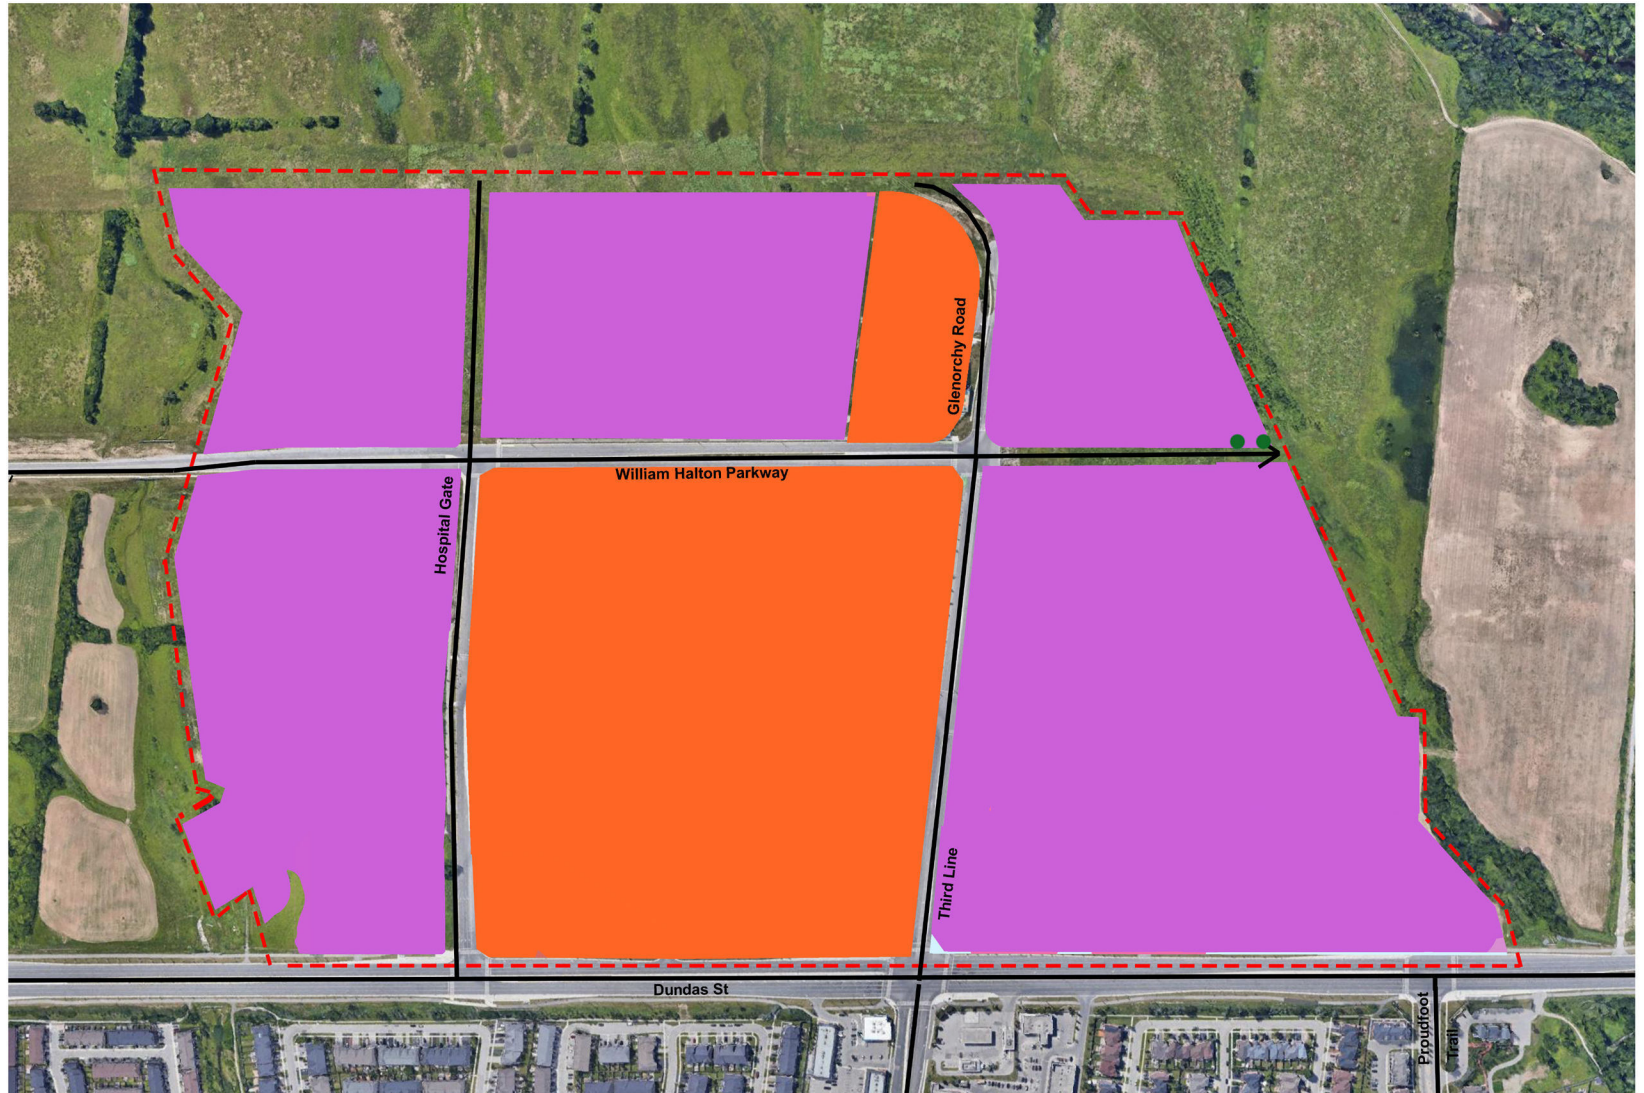 Glenorchy Road
William Halton Parkway
Hospital Gate
Third Line
Dundas St
Proudfoot
Trail